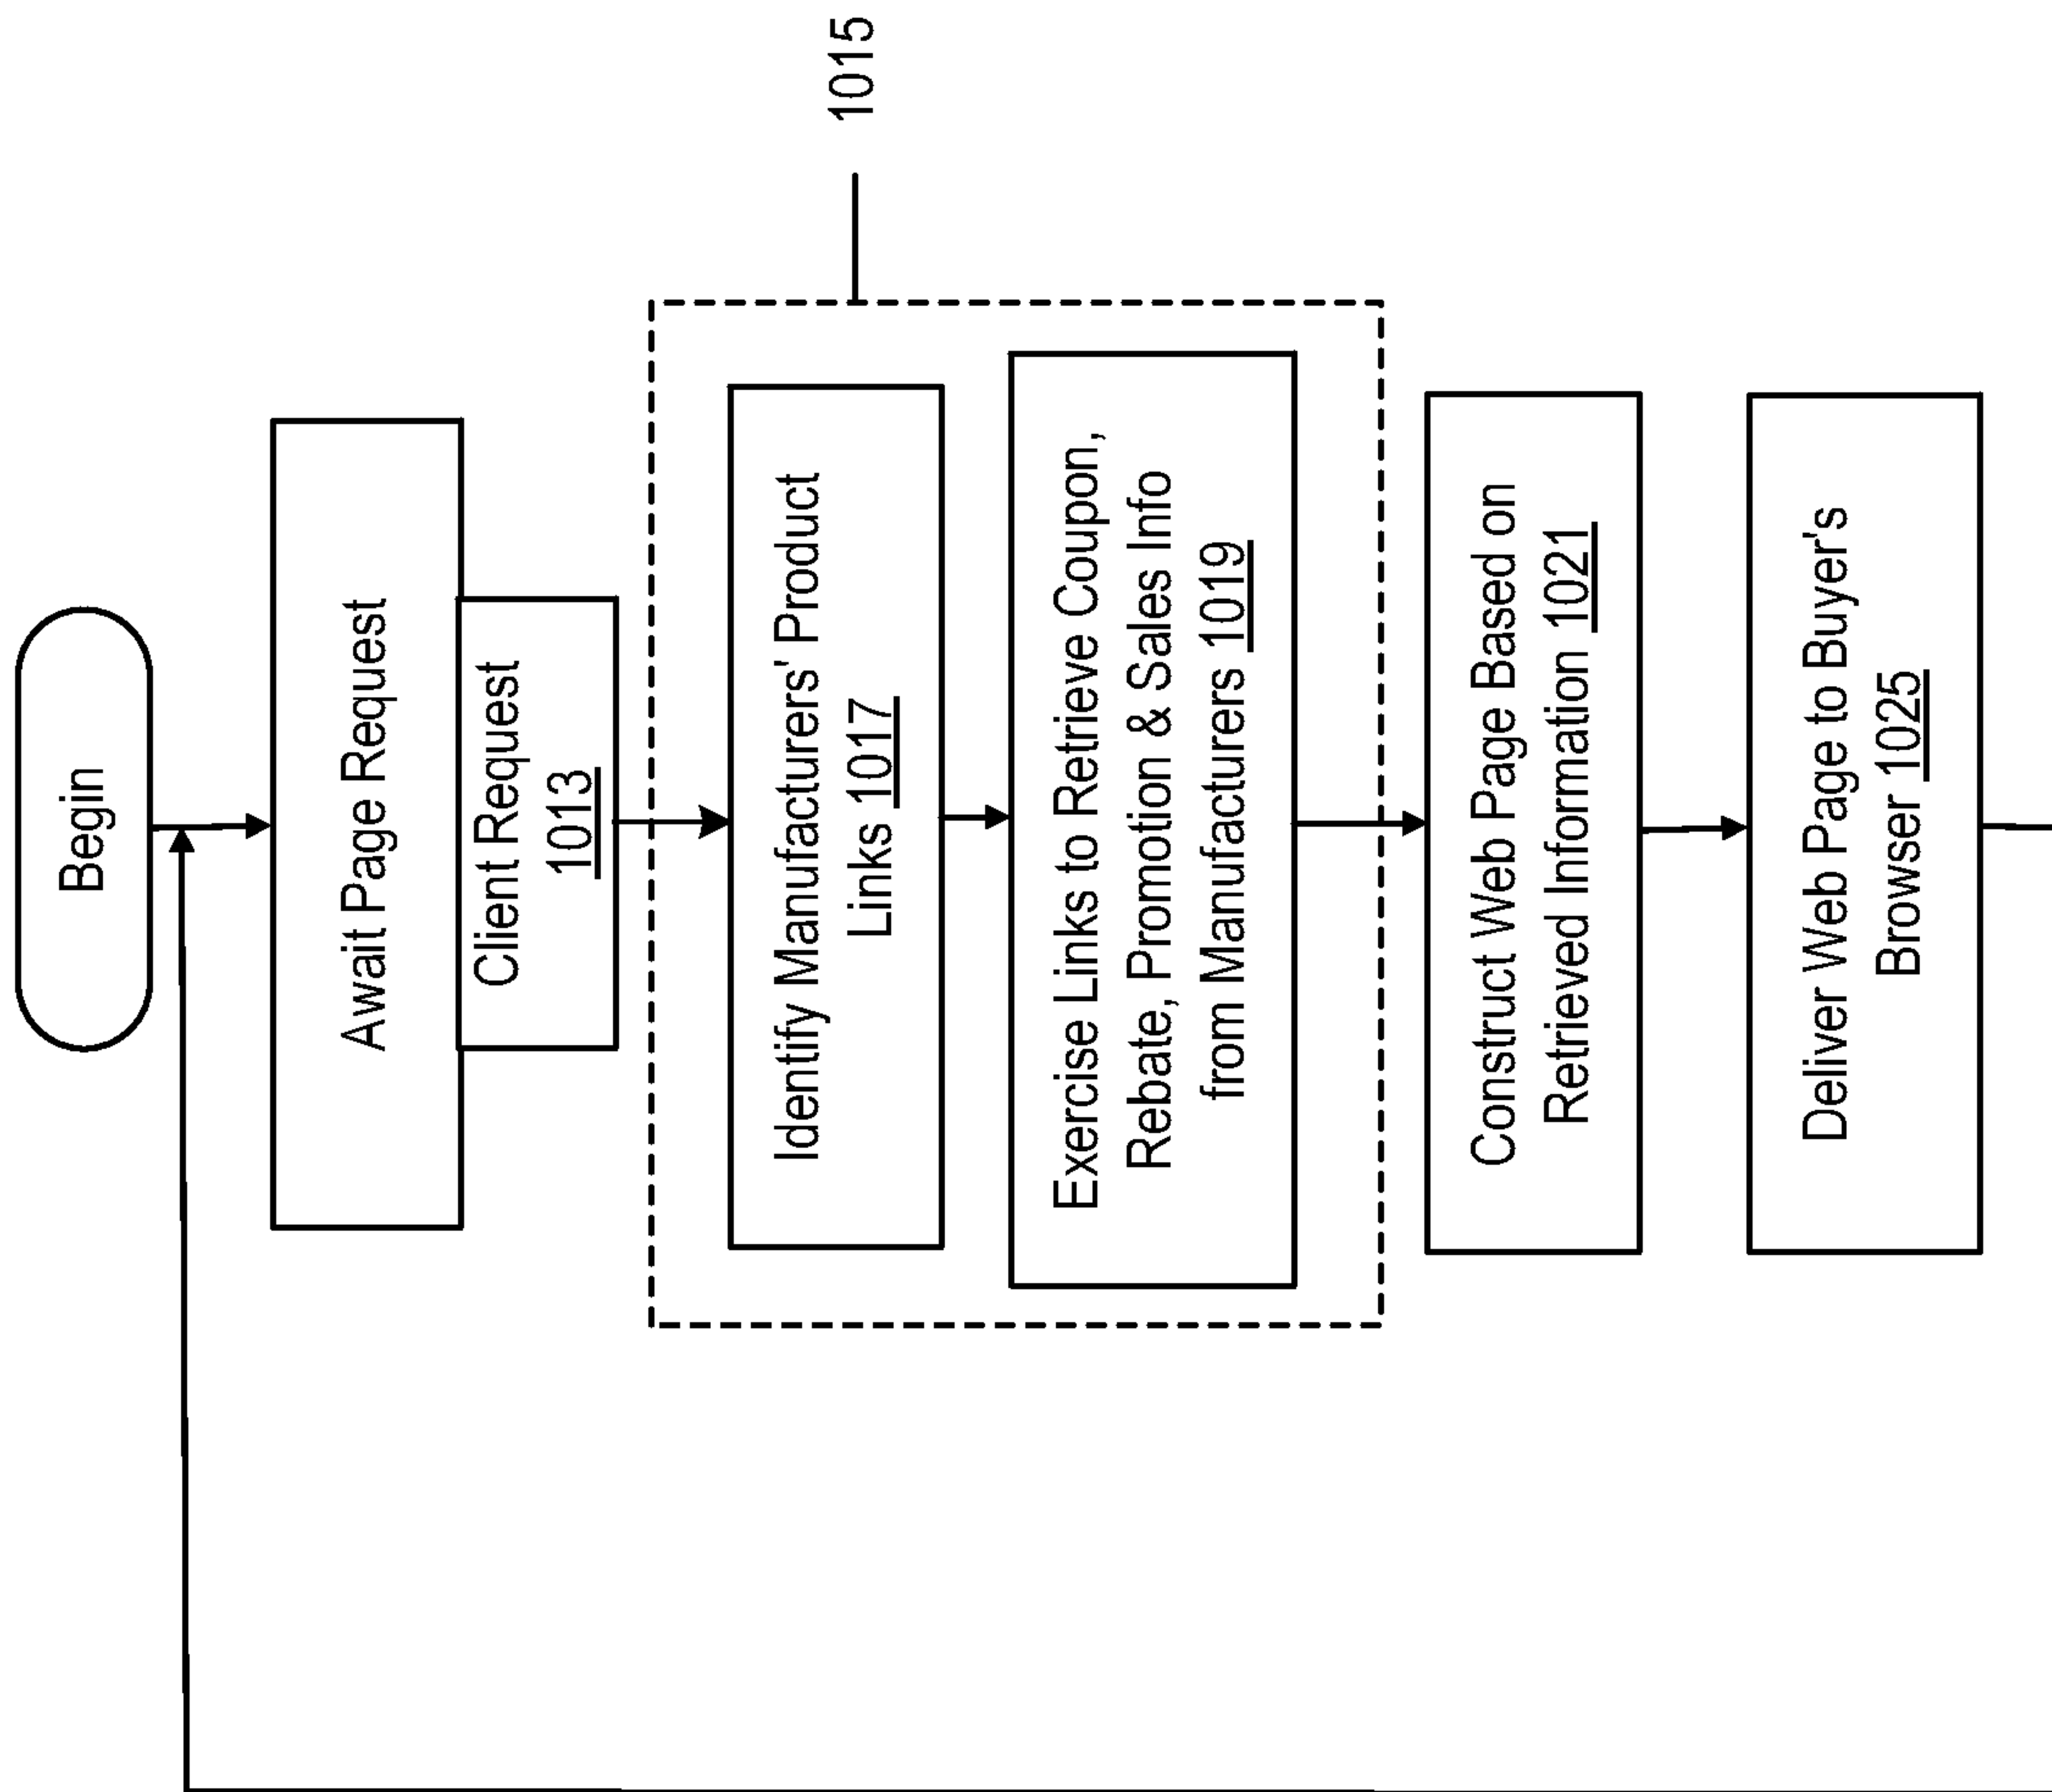 Begin
Await Page Request
Client Request
1013
1015
Identify Manufacturers' Product
Links 1017
Exercise Links to Retrieve Coupon,
Rebate, Promotion & Sales Info
from Manufacturers 1019
Construct Web Page Based on
Retrieved Information 1021
Deliver Web Page to Buyer's
Browser 1025